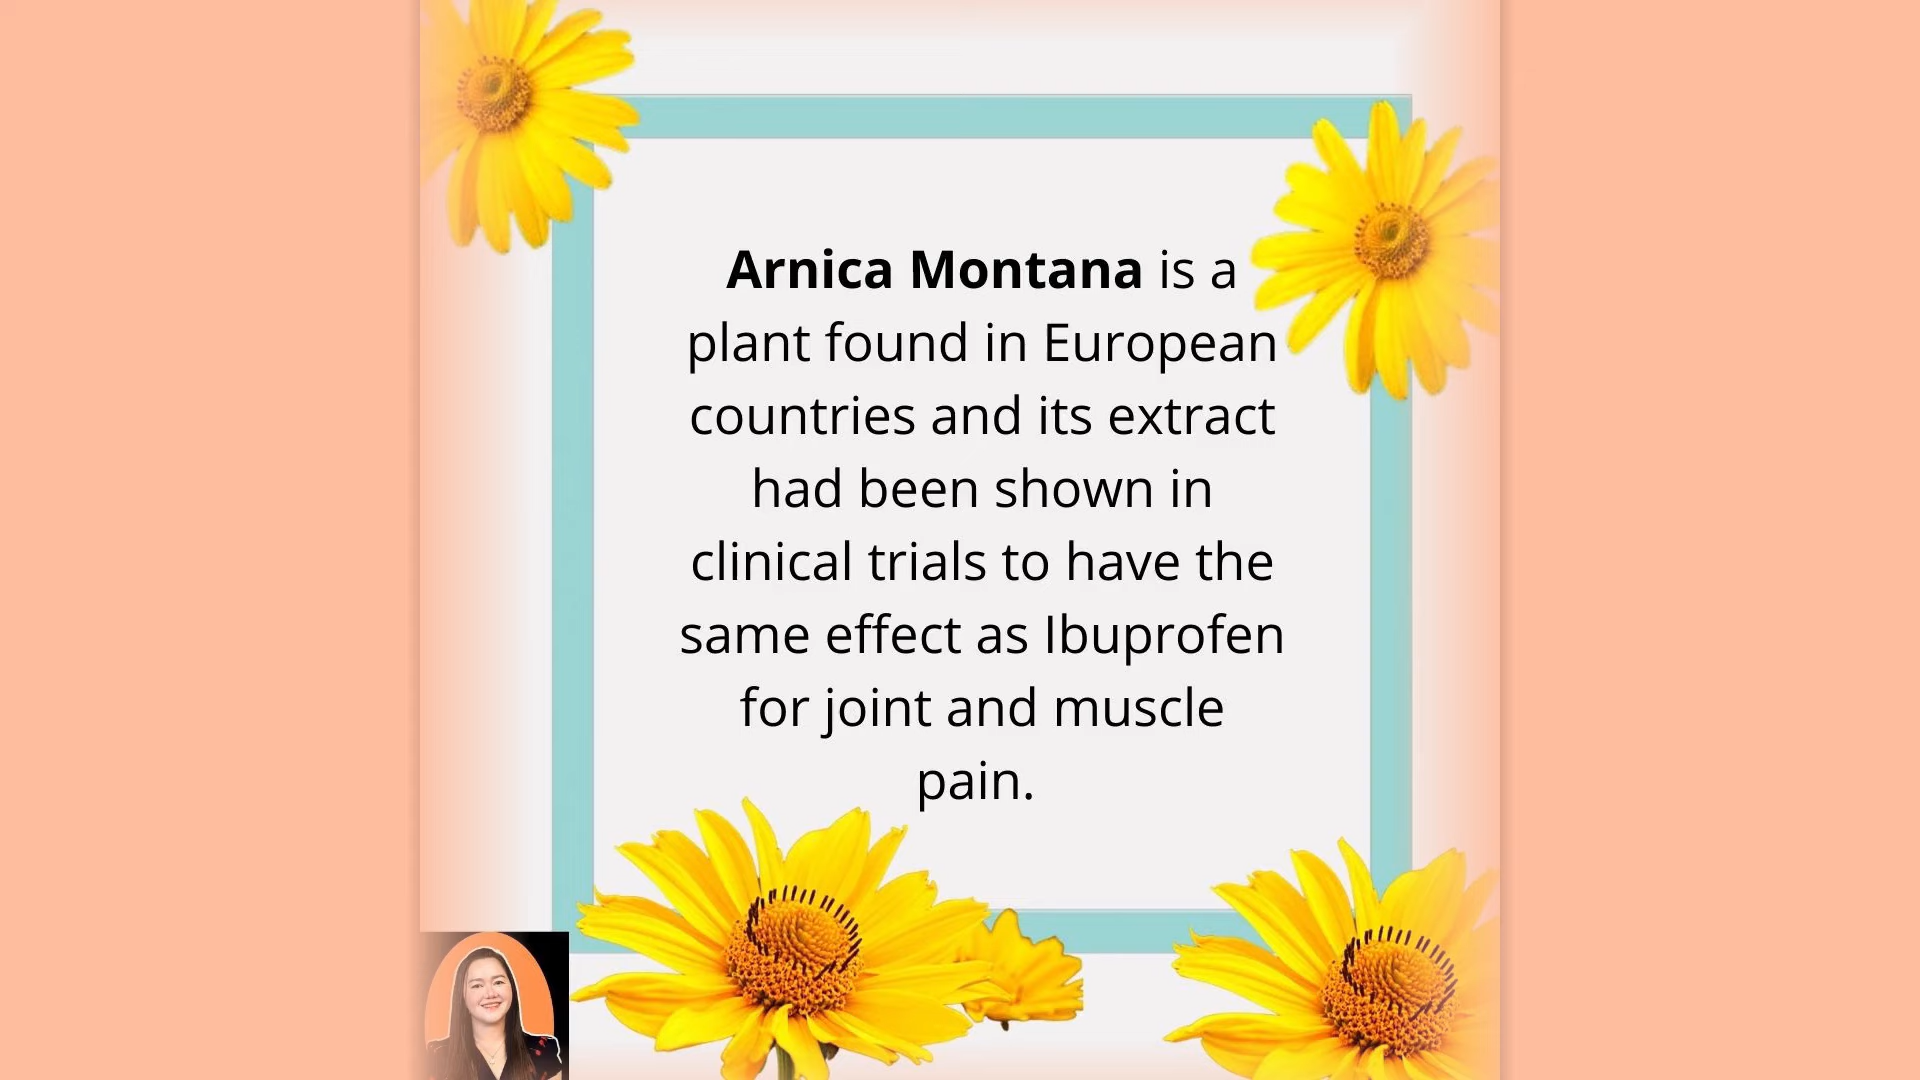 Arnica Montana is a
plant found in European
countries and its extract
had been shown in
clinical trials to have the
same effect as Ibuprofen
for joint and muscle
pain.